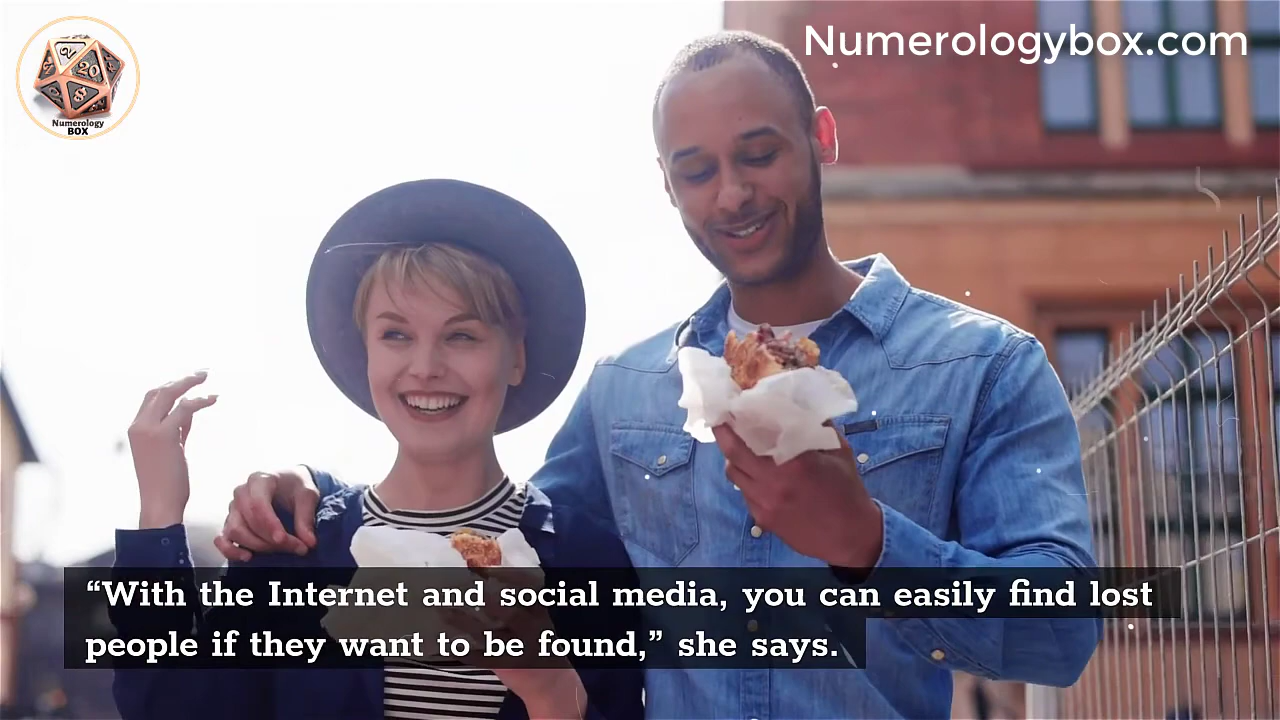 Numerologybox.com
20
Numerology
BOX
“With the Internet and social media, you can easily find lost
people if they want to be found,” she says.